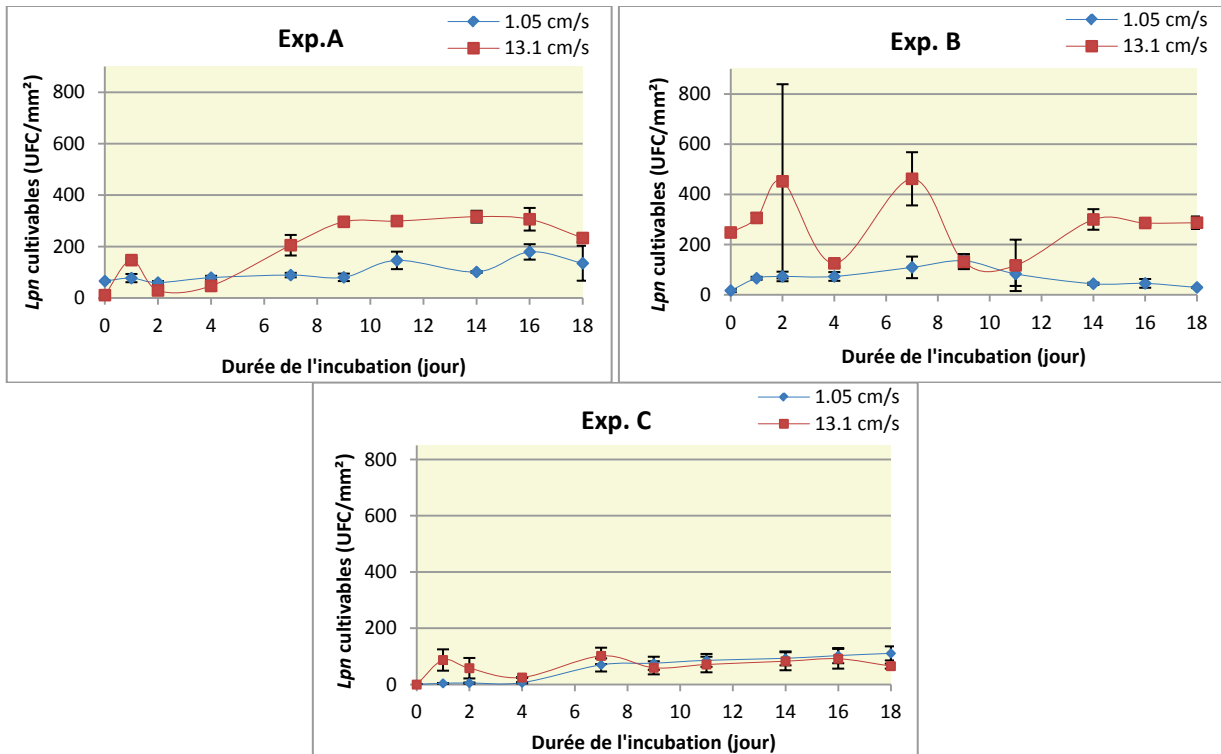 Exp.A
1.05 cm/s
13.1 cm/s
Lpn cultivables (UFC/mm²)
800
600
400
200
0
0 2 4 6 8 10 12 14 16 18
Durée de l'incubation (jour)
Exp. B
1.05 cm/s
13.1 cm/s
Lpn cultivables (UFC/mm²)
800
600
400
200
0
0 2 4 6 8 10 12 14 16 18
Durée de l'incubation (jour)
Exp. C
1.05 cm/s
13.1 cm/s
Lpn cultivables (UFC/mm²)
800
600
400
200
0
0 2 4 6 8 10 12 14 16 18
Durée de l'incubation (jour)